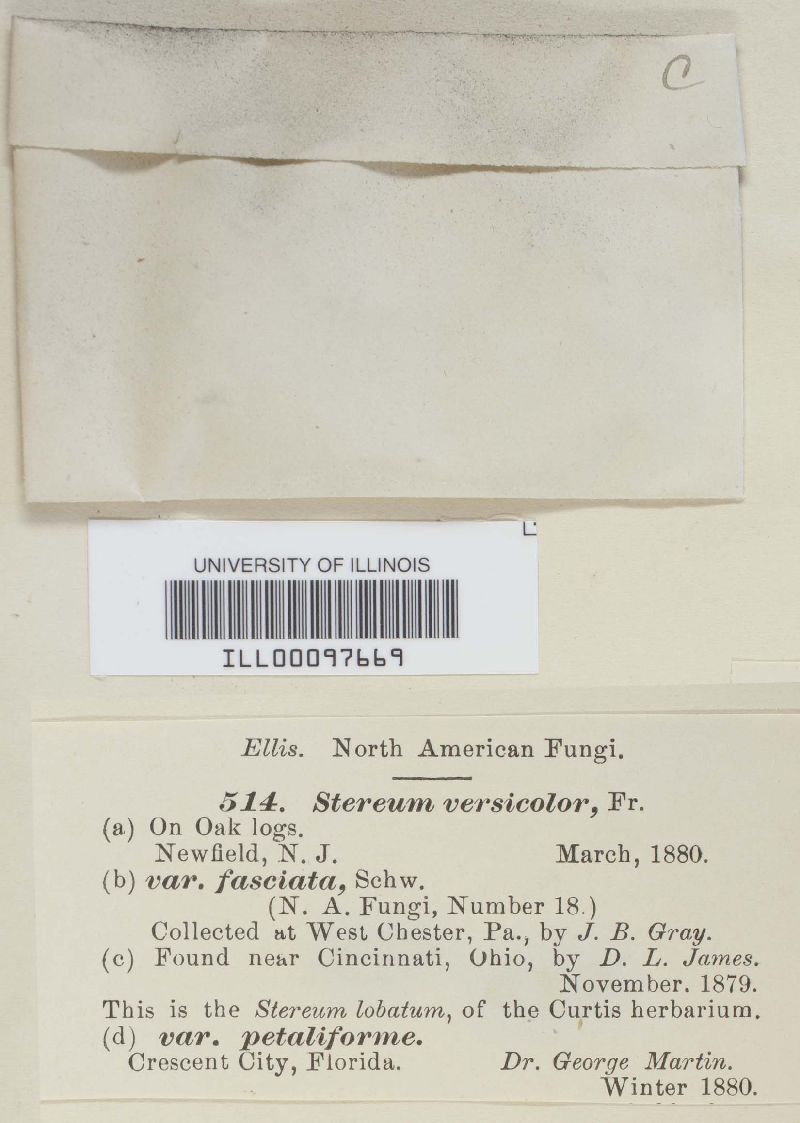 C
UNIVERSITY OF ILLINOIS
ILL00097669
Ellis. North American Fungi.
514. Stereum versicolor, Fr.
(a) On Oak logs.
Newfield, N. J. March, 1880.
(b) var. fasciata, Schw.
(N. A. Fungi, Number 18.)
Collected at West Chester, Pa., by J. B. Gray.
(c) Found near Cincinnati, Ohio, by D. L. James.
November. 1879.
This is the Stereum lobatum, of the Curtis herbarium.
(d) var. petaliforme.
Crescent City, Florida. Dr. George Martin.
Winter 1880.